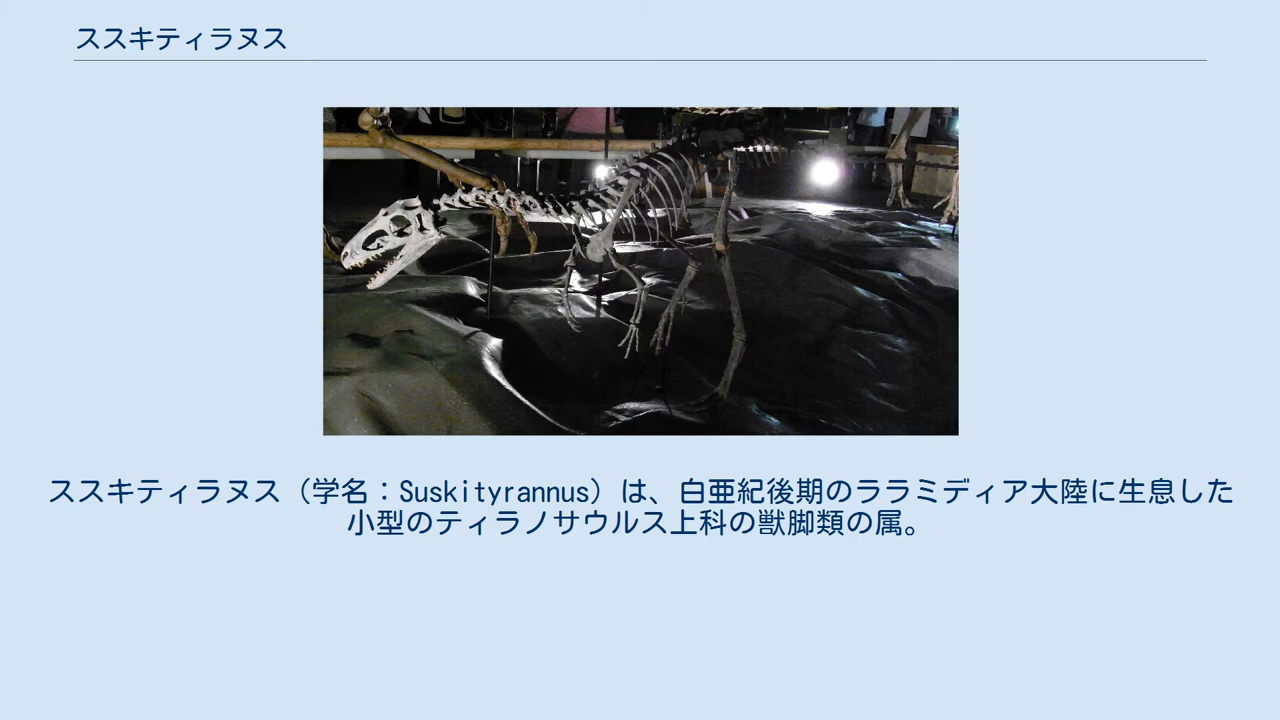 ススキティラヌス
ススキティラヌス（学名：Suskityrannus）は、白亜紀後期のララミディア大陸に生息した
小型のティラノサウルス上科の獣脚類の属。